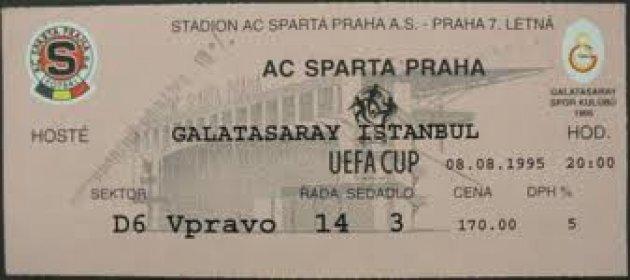 STADION AC SPARTA PRAHA A.S. - PRAHA 7. LETNÁ
AC SPARTA PRAHA
S
GALATASARAY
SPOR KULÜBÜ
HOSTÉ GALATASARAY ISTANBUL HOD.
UEFA CUP 08.08.1995 20:00
SEKTOR ŘADA SEDADLO CENA DPH %
D6 Vpravo 14 3 170.00 5